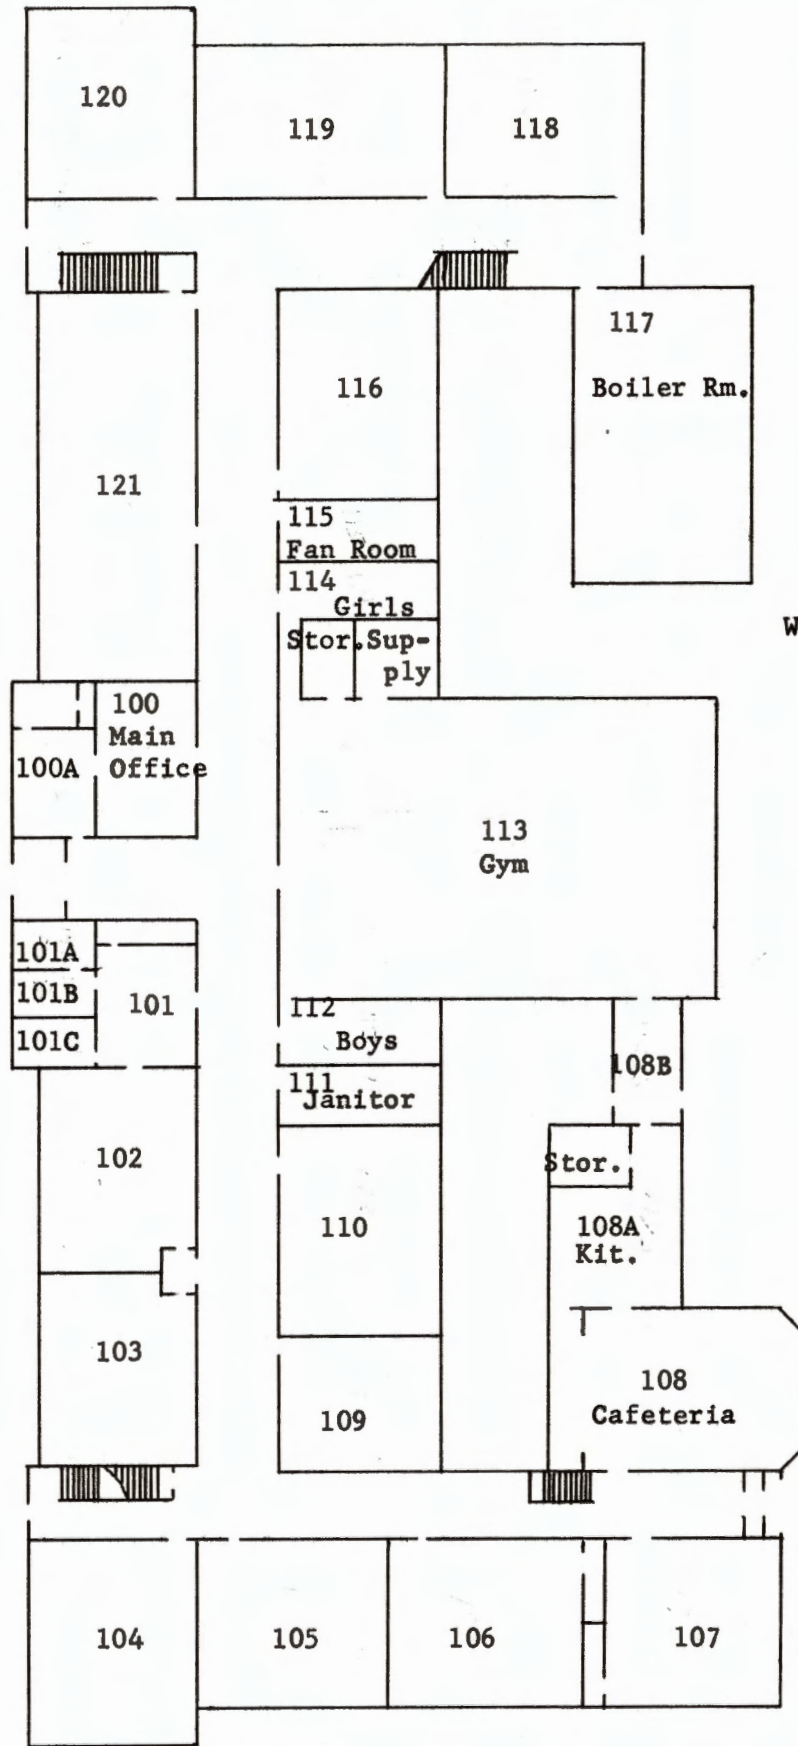 120
119
118
117
Boiler Rm.
116
121
115
Fan Room
114
Girls
Stor.
Sup-
ply
W
100
Main
Office
100A
113
Gym
101A
101B
101C
101
112
Boys
111
Janitor
108B
102
Stor.
110
108A
Kit.
103
109
108
Cafeteria
104
105
106
107